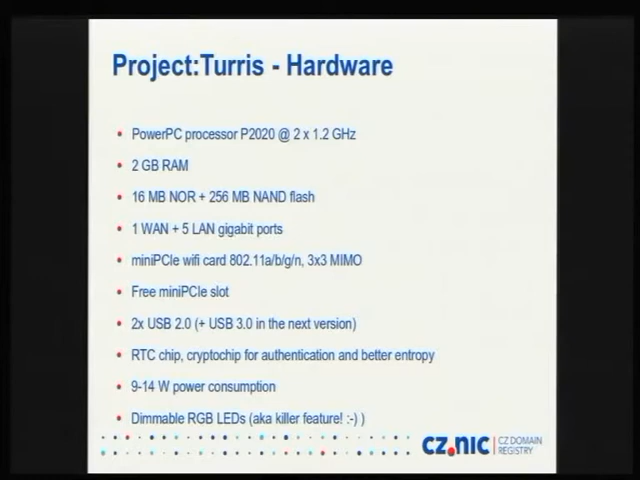 Project:Turris - Hardware
PowerPC processor P2020 @ 2 x 1.2 GHz
2 GB RAM
16 MB NOR + 256 MB NAND flash
1 WAN + 5 LAN gigabit ports
miniPCIe wifi card 802.11a/b/g/n, 3x3 MIMO
Free miniPCIe slot
2x USB 2.0 (+ USB 3.0 in the next version)
RTC chip, cryptochip for authentication and better entropy
9-14 W power consumption
Dimmable RGB LEDs (aka killer feature! :-) )
cz.nic
CZ DOMAIN
REGISTRY